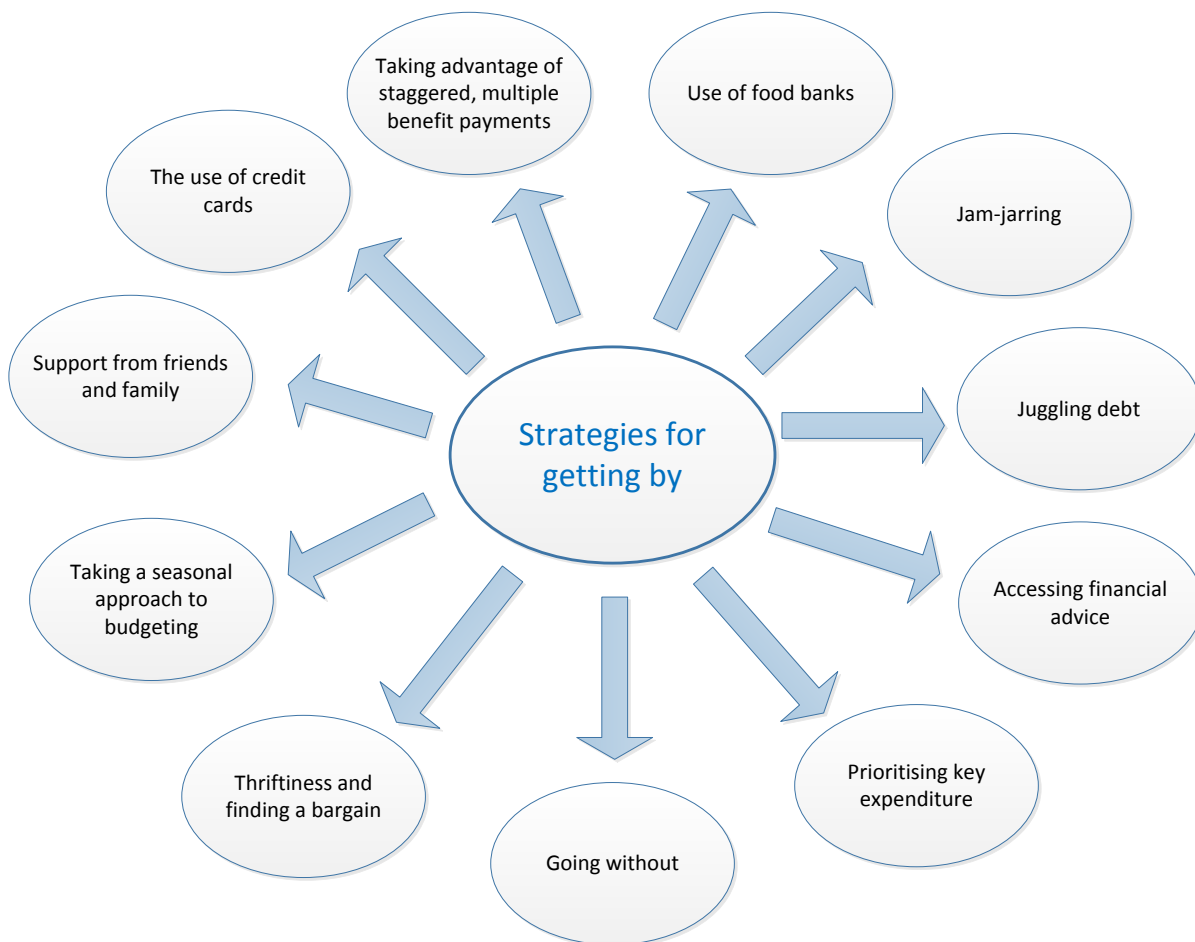 Taking advantage of
staggered, multiple
benefit payments
Use of food banks
The use of credit
cards
Jam-jarring
Support from friends
and family
Juggling debt
Strategies for
getting by
Taking a seasonal
approach to
budgeting
Accessing financial
advice
Thriftiness and
finding a bargain
Prioritising key
expenditure
Going without